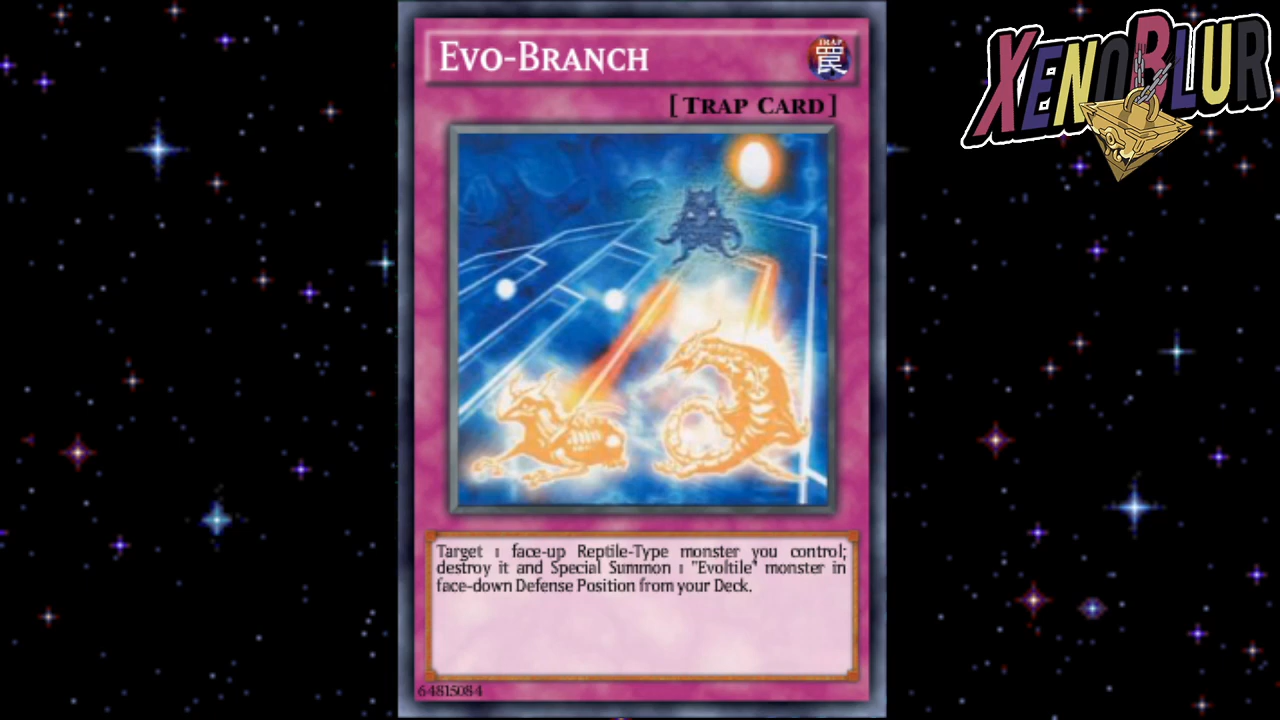 XENOBLUR
Evo-Branch
TRAP
罠
[ Trap Card ]
Target 1 face-up Reptile-Type monster you control;
destroy it and Special Summon 1 "Evoltile" monster in
face-down Defense Position from your Deck.
64815084